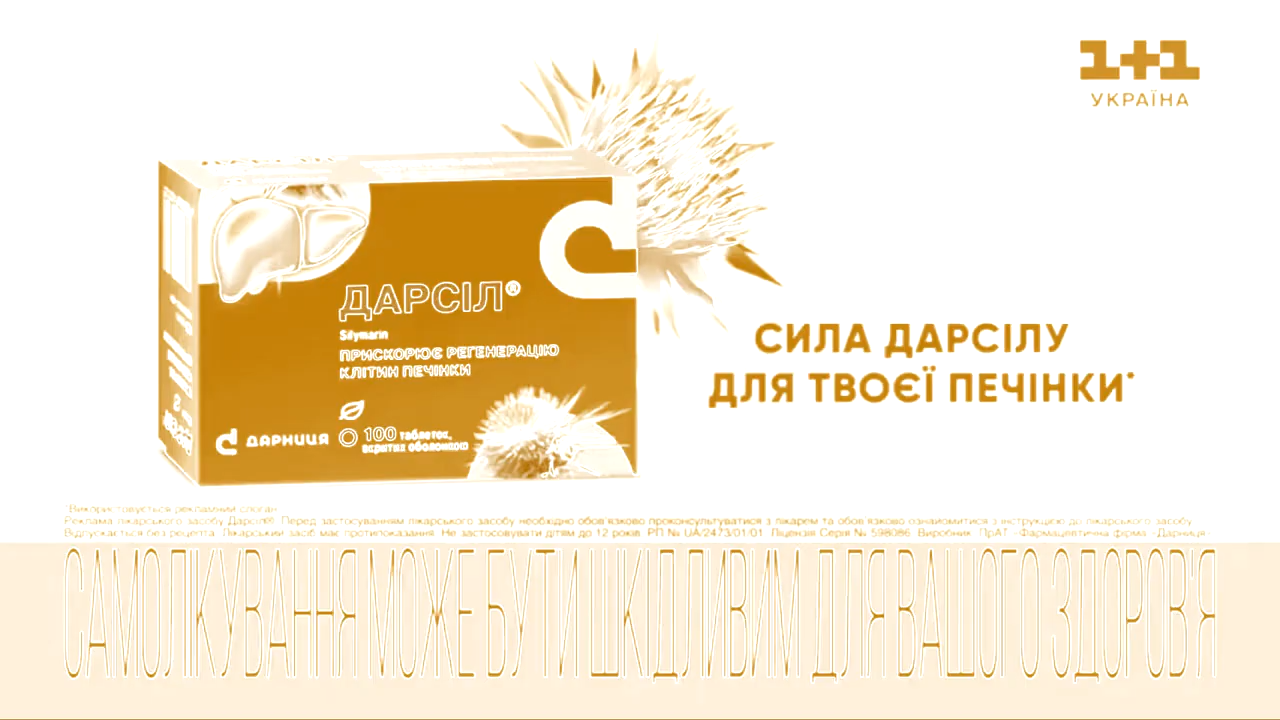 1+1
УКРАЇНА
ДАРСІЛ®
Silymarin
ПРИСКОРЮЄ РЕГЕНЕРАЦІЮ
КЛІТИН ПЕЧІНКИ
ДАРНИЦЯ
100 таблеток,
вкритих оболонкою
СИЛА ДАРСІЛУ
ДЛЯ ТВОЄЇ ПЕЧІНКИ*
*Використовується рекламний слоган.
Реклама лікарського засобу Дарсіл®. Перед застосуванням лікарського засобу необхідно обов'язково проконсультуватися з лікарем та обов'язково ознайомитися з інструкцією до лікарського засобу.
Відпускається без рецепта. Лікарський засіб має протипоказання. Не застосовувати дітям до 12 років. РП № UA/2473/01/01. Ліцензія Серія № 598086. Виробник: ПрАТ «Фармацевтична фірма «Дарниця».
САМОЛІКУВАННЯ МОЖЕ БУТИ ШКІДЛИВИМ ДЛЯ ВАШОГО ЗДОРОВ'Я